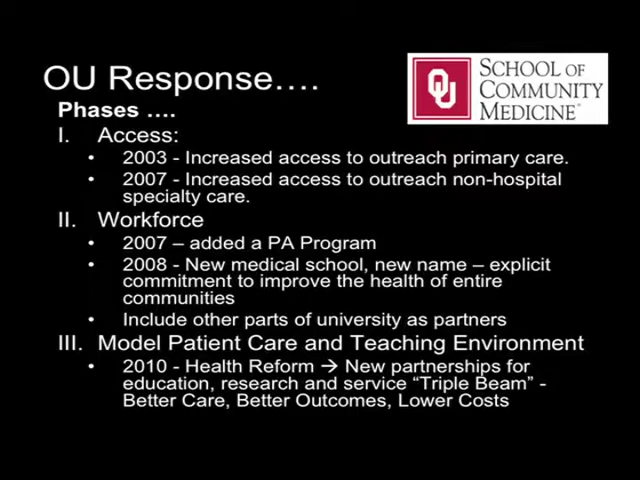 OU Response….
OU SCHOOL OF
COMMUNITY
MEDICINE
Phases ….
I. Access:
• 2003 - Increased access to outreach primary care.
• 2007 - Increased access to outreach non-hospital
specialty care.
II. Workforce
• 2007 – added a PA Program
• 2008 - New medical school, new name – explicit
commitment to improve the health of entire
communities
• Include other parts of university as partners
III. Model Patient Care and Teaching Environment
• 2010 - Health Reform → New partnerships for
education, research and service “Triple Beam” -
Better Care, Better Outcomes, Lower Costs